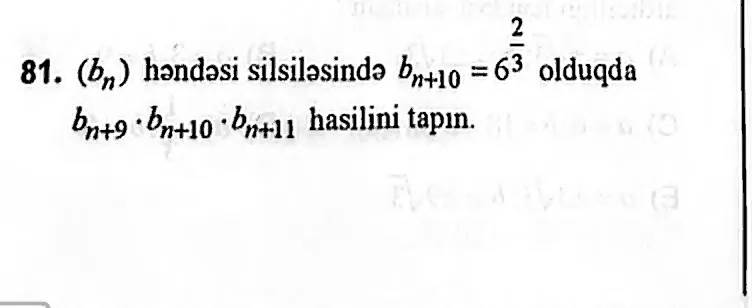 81. (bₙ) həndəsi silsiləsində bₙ₊₁₀ = 6^(2/3) olduqda
bₙ₊₉ · bₙ₊₁₀ · bₙ₊₁₁ hasilini tapın.